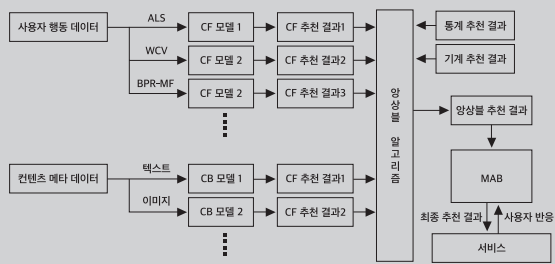 사용자 행동 데이터
ALS
CF 모델 1
CF 추천 결과1
WCV
CF 모델 2
CF 추천 결과2
BPR-MF
CF 모델 2
CF 추천 결과3
컨텐츠 메타 데이터
텍스트
CB 모델 1
CF 추천 결과1
이미지
CB 모델 2
CF 추천 결과2
앙상블 알고리즘
통계 추천 결과
기계 추천 결과
앙상블 추천 결과
MAB
최종 추천 결과
사용자 반응
서비스